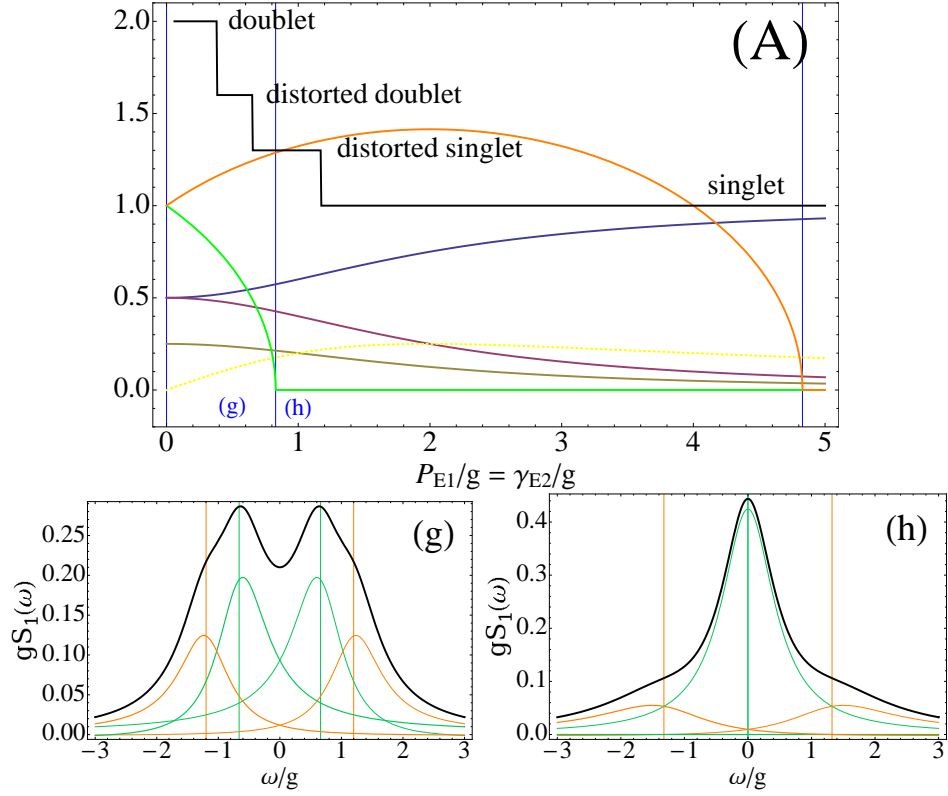 (A)
2.0
doublet
1.5
distorted doublet
distorted singlet
singlet
1.0
0.5
0.0
(g) (h)
0 1 2 3 4 5
P_E1/g = γ_E2/g
(g)
gS₁(ω)
0.25
0.20
0.15
0.10
0.05
0.00
−3 −2 −1 0 1 2 3
ω/g
(h)
gS₁(ω)
0.4
0.3
0.2
0.1
0.0
−3 −2 −1 0 1 2 3
ω/g